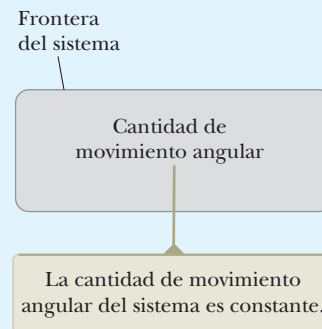 Frontera
del sistema
Cantidad de
movimiento angular
La cantidad de movimiento
angular del sistema es constante.